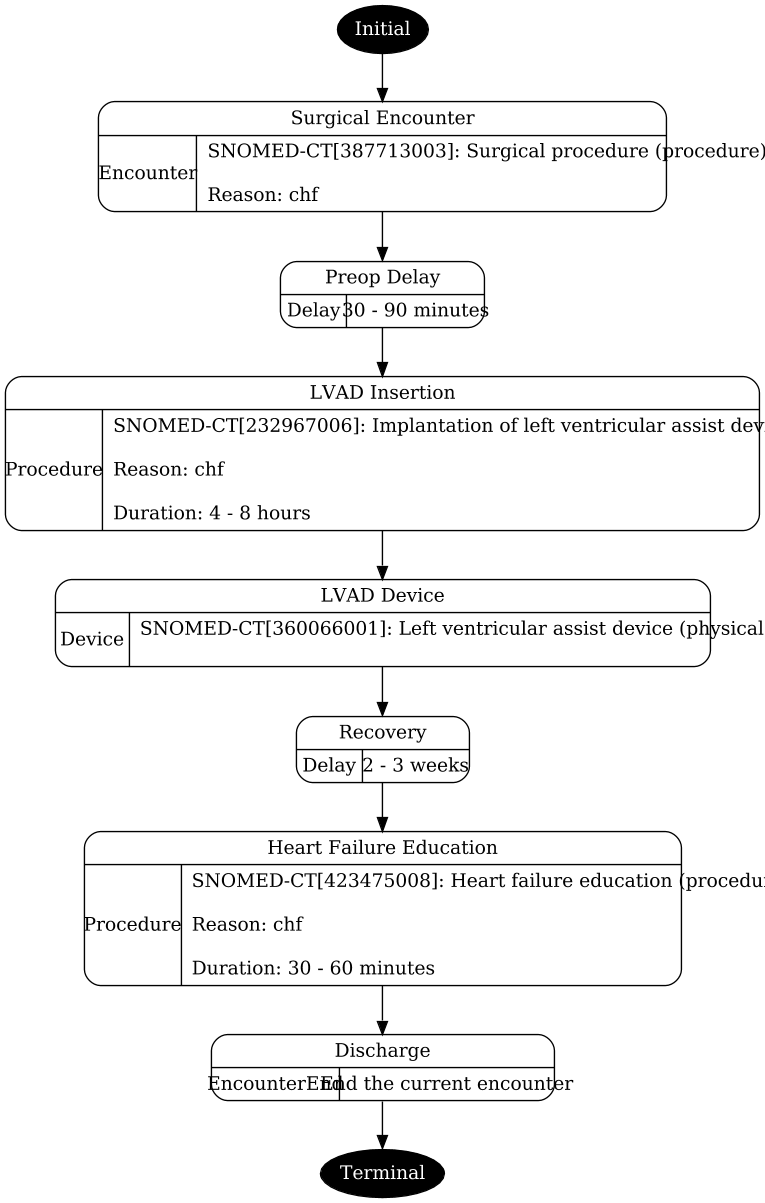 Initial
Surgical Encounter
Encounter
SNOMED-CT[387713003]: Surgical procedure (procedure)
Reason: chf
Preop Delay
Delay
30 - 90 minutes
LVAD Insertion
Procedure
SNOMED-CT[232967006]: Implantation of left ventricular assist
Reason: chf
Duration: 4 - 8 hours
LVAD Device
Device
SNOMED-CT[360066001]: Left ventricular assist device (physical
Recovery
Delay
2 - 3 weeks
Heart Failure Education
Procedure
SNOMED-CT[423475008]: Heart failure education
Reason: chf
Duration: 30 - 60 minutes
Discharge
EncounterEnd
End the current encounter
Terminal